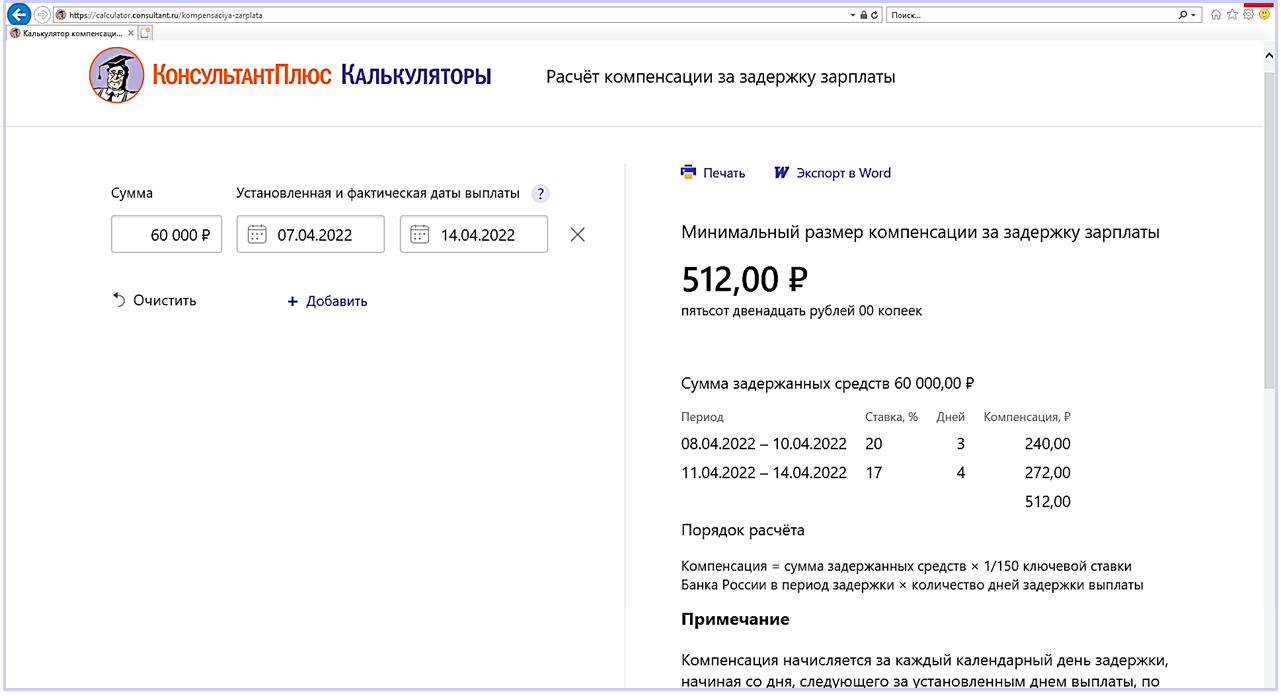 https://calculator.consultant.ru/kompensaciya-zarplata
Поиск...
Калькулятор компенсаци...
КонсультантПлюс Калькуляторы
Расчёт компенсации за задержку зарплаты
Печать
W Экспорт в Word
Сумма
Установленная и фактическая даты выплаты ?
60 000 ₽
07.04.2022
14.04.2022
Очистить
+ Добавить
Минимальный размер компенсации за задержку зарплаты
512,00 ₽
пятьсот двенадцать рублей 00 копеек
Сумма задержанных средств 60 000,00 ₽
Период Ставка, % Дней Компенсация, ₽
08.04.2022 – 10.04.2022 20 3 240,00
11.04.2022 – 14.04.2022 17 4 272,00
512,00
Порядок расчёта
Компенсация = сумма задержанных средств × 1/150 ключевой ставки
Банка России в период задержки × количество дней задержки выплаты
Примечание
Компенсация начисляется за каждый календарный день задержки,
начиная со дня, следующего за установленным днем выплаты, по